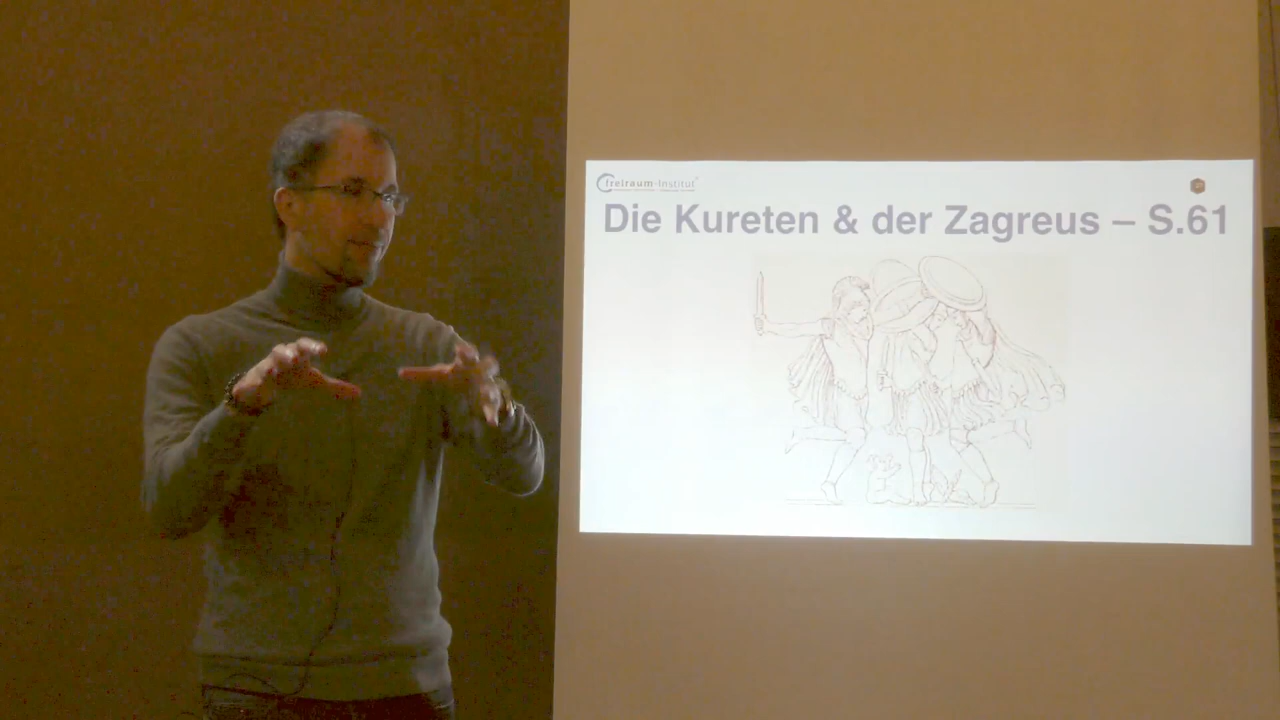 freiraum-Institut
Die Kureten & der Zagreus – S.61